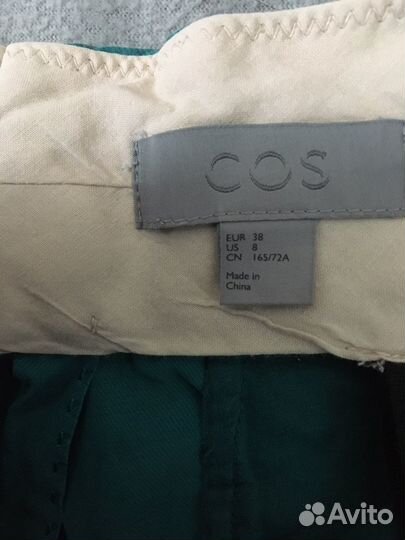 COS
EUR 38
US 8
CN 165/72A
Made in
China
Avito